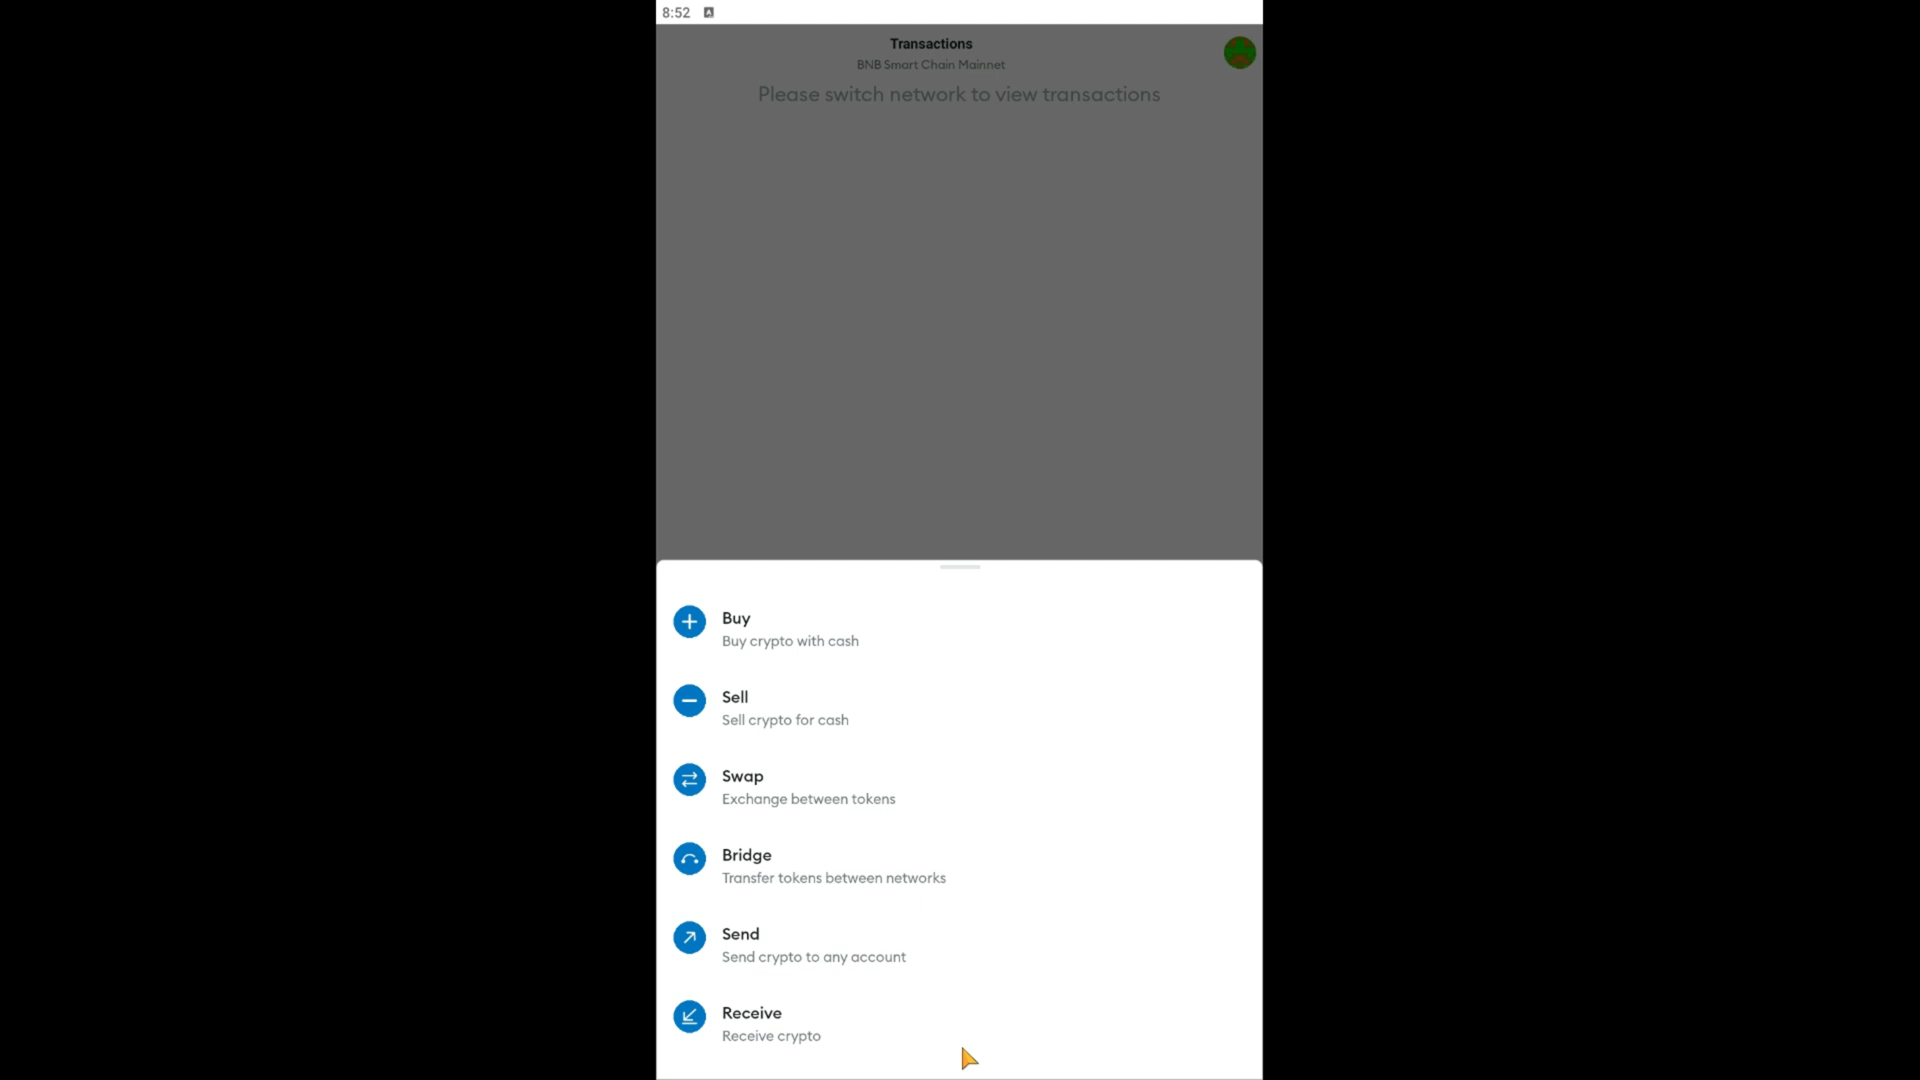 8:52
Transactions
BNB Smart Chain Mainnet
Please switch network to view transactions
Buy
Buy crypto with cash
Sell
Sell crypto for cash
Swap
Exchange between tokens
Bridge
Transfer tokens between networks
Send
Send crypto to any account
Receive
Receive crypto